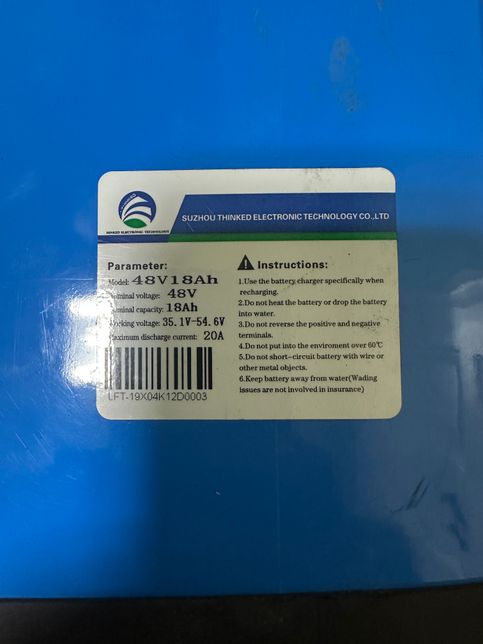 SUZHOU THINKED ELECTRONIC TECHNOLOGY CO.,LTD
THINKED ELECTRONIC TECHNOLOGY
Parameter:
Model: 48V18Ah
Nominal voltage: 48V
Nominal capacity: 18Ah
Working voltage: 35.1V-54.6V
Maximum discharge current: 20A
LFT-19X04K12D0003
Instructions:
1.Use the battery charger specifically when
recharging.
2.Do not heat the battery or drop the battery
into water.
3.Do not reverse the positive and negative
terminals.
4.Do not put into the enviroment over 60℃
5.Do not short-circuit battery with wire or
other metal objects.
6.Keep battery away from water(Wading
issues are not involved in insurance)